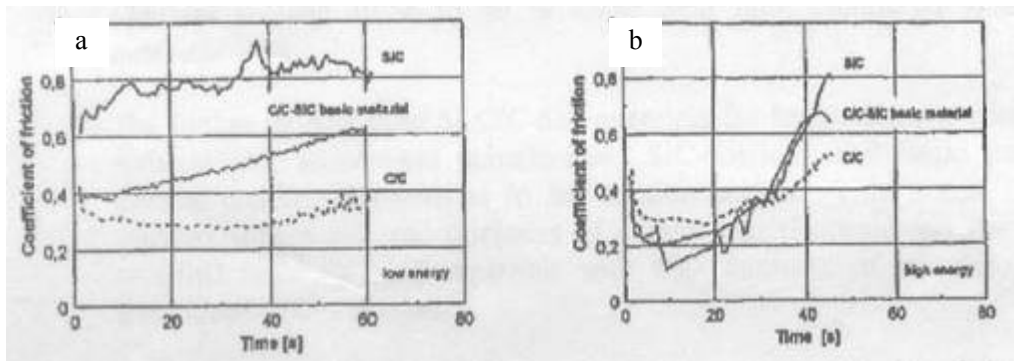 a
Coefficient of friction
0,8
0,6
0,4
0,2
0
SiC
C/C-SiC basic material
C/C
low energy
0 20 40 60 80
Time [s]
b
Coefficient of friction
0,8
0,6
0,4
0,2
0
SiC
C/C-SiC basic material
C/C
high energy
0 20 40 60 80
Time [s]